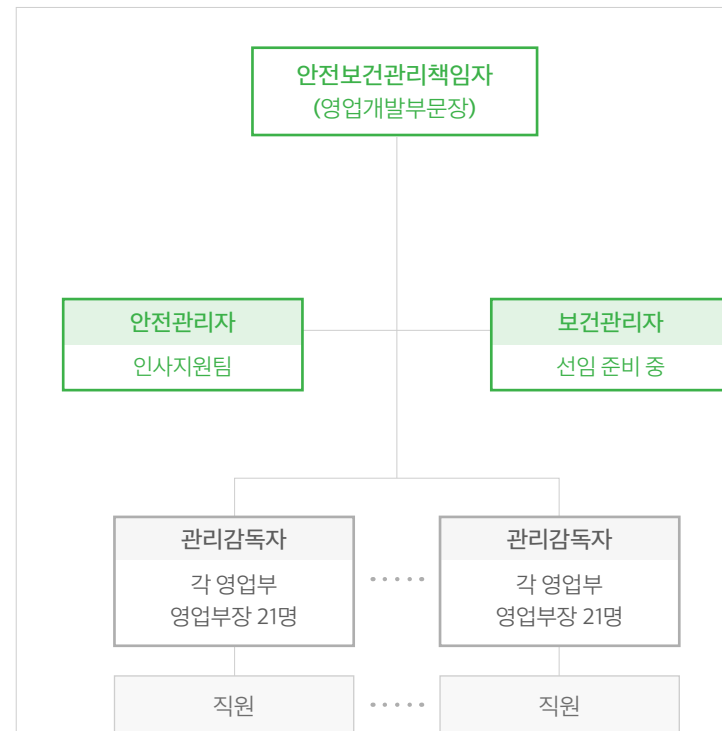 안전보건관리책임자
(영업개발부문장)
안전관리자
인사지원팀
보건관리자
선임 준비 중
관리감독자
각 영업부
영업부장 21명
관리감독자
각 영업부
영업부장 21명
직원
직원